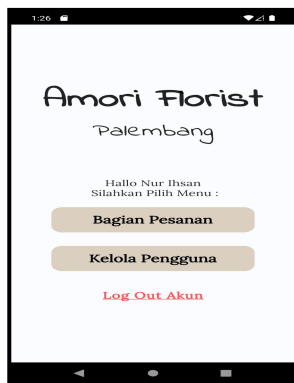 1:26
Amori Florist
Palembang
Hallo Nur Ihsan
Silahkan Pilih Menu :
Bagian Pesanan
Kelola Pengguna
Log Out Akun